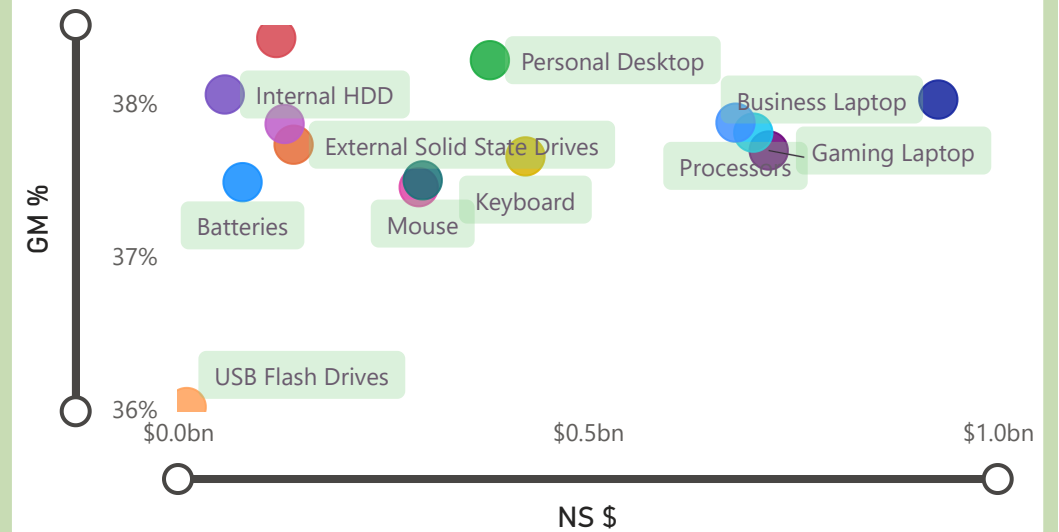 Personal Desktop
38%
Internal HDD
Business Laptop
External Solid State Drives
Gaming Laptop
Processors
Keyboard
Batteries
Mouse
GM %
37%
USB Flash Drives
36%
$0.0bn
$0.5bn
$1.0bn
NS $